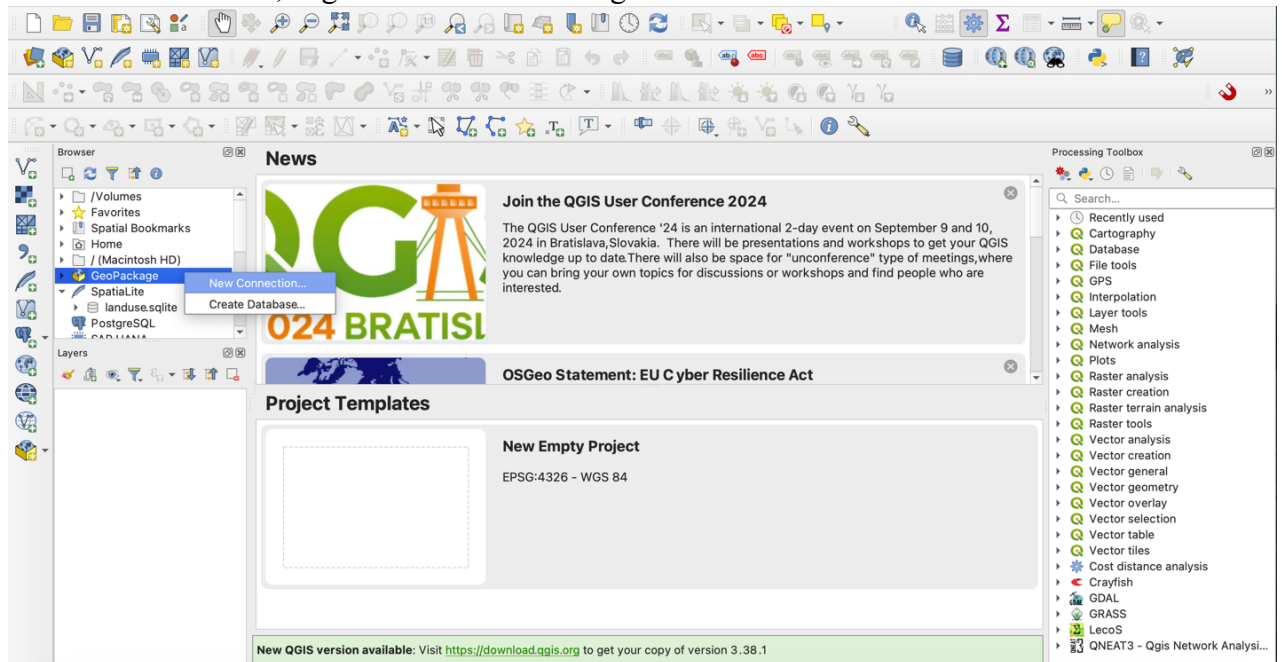 Browser
/Volumes
Favorites
Spatial Bookmarks
Home
/ (Macintosh HD)
GeoPackage
SpatiaLite
landuse.sqlite
PostgreSQL
SAP HANA
New Connection...
Create Database...
Layers
News
024 BRATISL
Join the QGIS User Conference 2024
The QGIS User Conference '24 is an international 2-day event on September 9 and 10,
2024 in Bratislava,Slovakia. There will be presentations and workshops to get your QGIS
knowledge up to date.There will also be space for "unconference" type of meetings,where
you can bring your own topics for discussions or workshops and find people who are
interested.
OSGeo Statement: EU Cyber Resilience Act
Project Templates
New Empty Project
EPSG:4326 - WGS 84
New QGIS version available: Visit https://download.qgis.org to get your copy of version 3.38.1
Processing Toolbox
Search...
Recently used
Cartography
Database
File tools
GPS
Interpolation
Layer tools
Mesh
Network analysis
Plots
Raster analysis
Raster creation
Raster terrain analysis
Raster tools
Vector analysis
Vector creation
Vector general
Vector geometry
Vector overlay
Vector selection
Vector table
Vector tiles
Cost distance analysis
Crayfish
GDAL
GRASS
LecoS
QNEAT3 - Qgis Network Analysi...